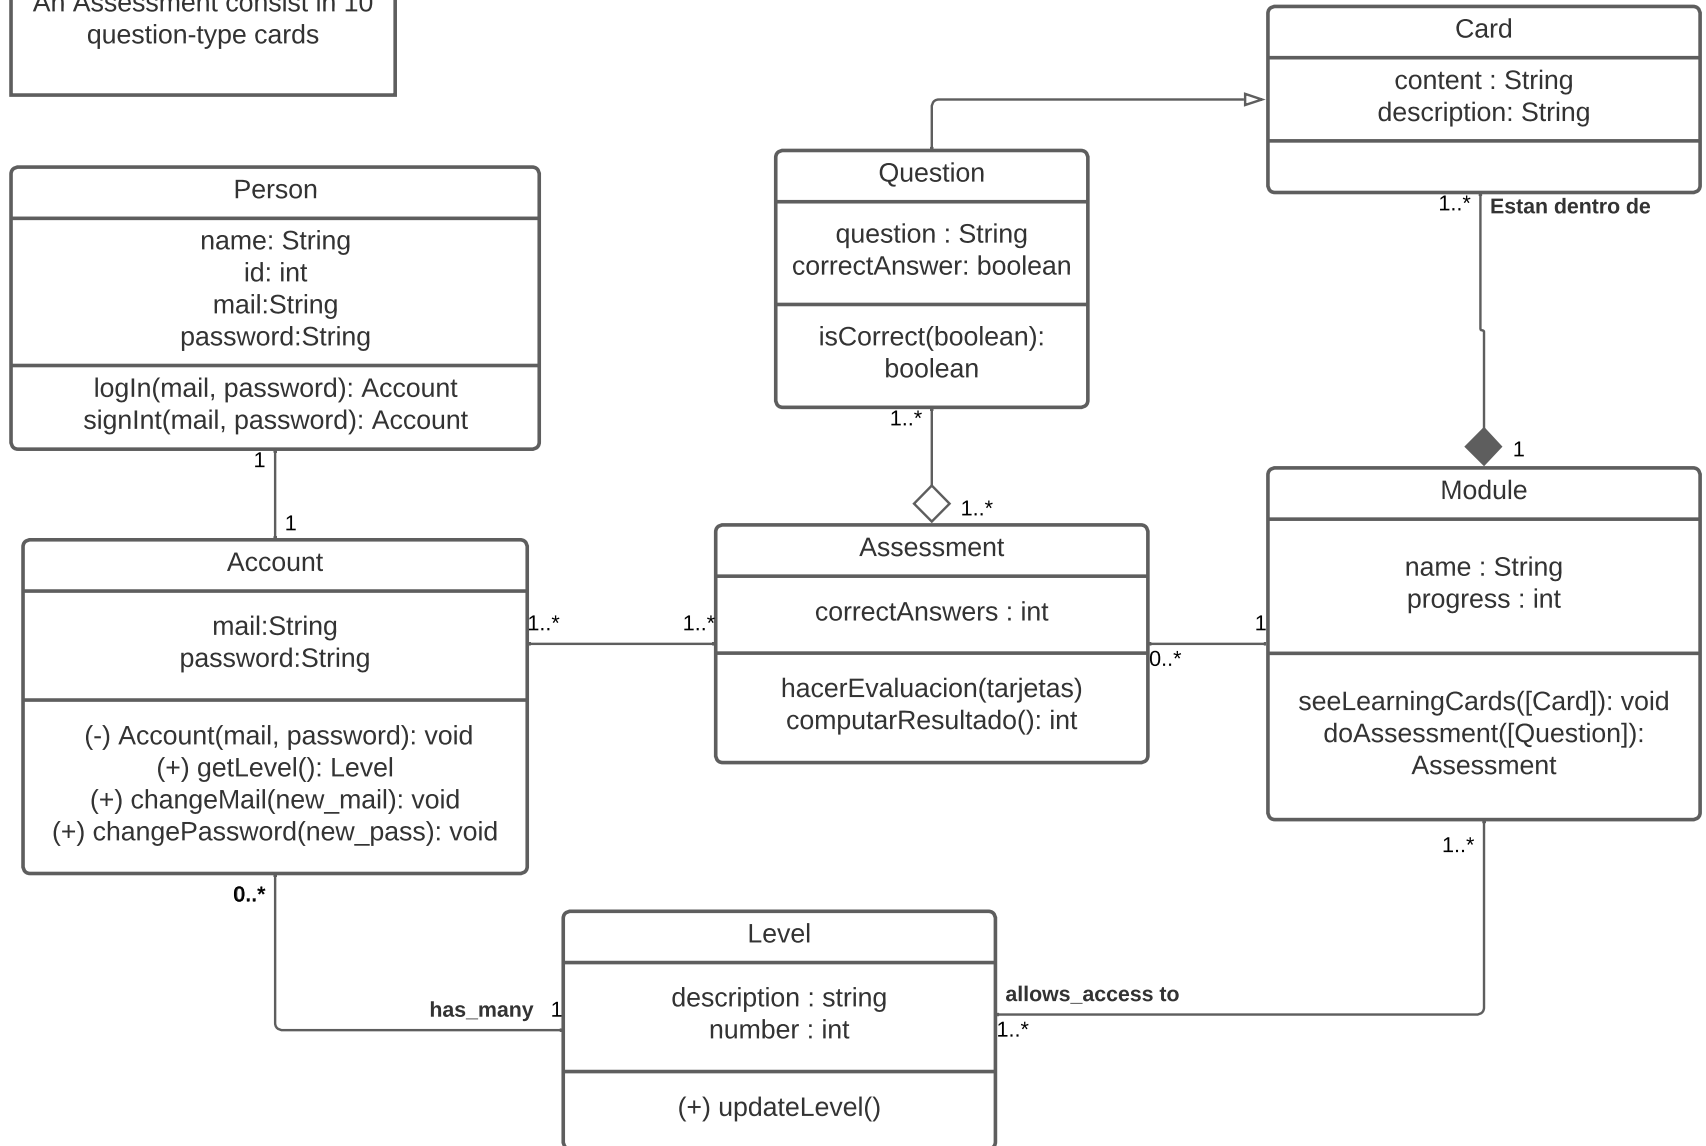 An Assessment consist in 10
question-type cards
Card
content : String
description: String
1..*
Estan dentro de
Question
question : String
correctAnswer: boolean
isCorrect(boolean):
boolean
1..*
Person
name: String
id: int
mail:String
password:String
logIn(mail, password): Account
signInt(mail, password): Account
1
1
1
1..*
Account
mail:String
password:String
(-) Account(mail, password): void
(+) getLevel(): Level
(+) changeMail(new_mail): void
(+) changePassword(new_pass): void
1..*
1..*
Assessment
correctAnswers : int
hacerEvaluacion(tarjetas)
computarResultado(): int
1
0..*
Module
name : String
progress : int
seeLearningCards([Card]): void
doAssessment([Question]):
Assessment
1..*
0..*
has_many
1
Level
description : string
number : int
(+) updateLevel()
allows_access to
1..*